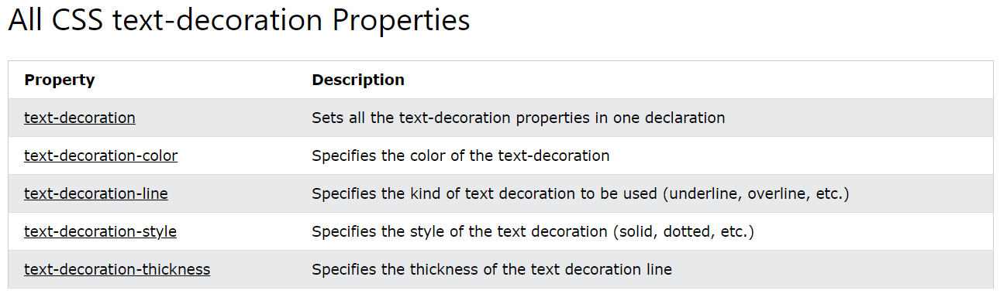 All CSS text-decoration Properties
Property Description
text-decoration Sets all the text-decoration properties in one declaration
text-decoration-color Specifies the color of the text-decoration
text-decoration-line Specifies the kind of text decoration to be used (underline, overline, etc.)
text-decoration-style Specifies the style of the text decoration (solid, dotted, etc.)
text-decoration-thickness Specifies the thickness of the text decoration line